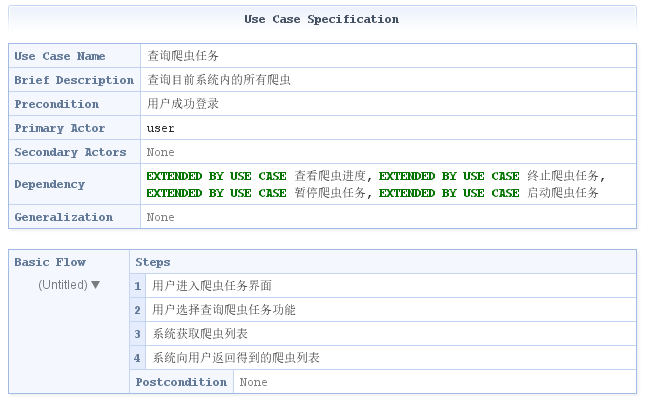 Use Case Specification
Use Case Name 查询爬虫任务
Brief Description 查询目前系统内的所有爬虫
Precondition 用户成功登录
Primary Actor user
Secondary Actors None
Dependency EXTENDED BY USE CASE 查看爬虫进度, EXTENDED BY USE CASE 终止爬虫任务,
EXTENDED BY USE CASE 暂停爬虫任务, EXTENDED BY USE CASE 启动爬虫任务
Generalization None
Basic Flow Steps
(Untitled) ▼ 1 用户进入爬虫任务界面
2 用户选择查询爬虫任务功能
3 系统获取爬虫列表
4 系统向用户返回得到的爬虫列表
Postcondition None